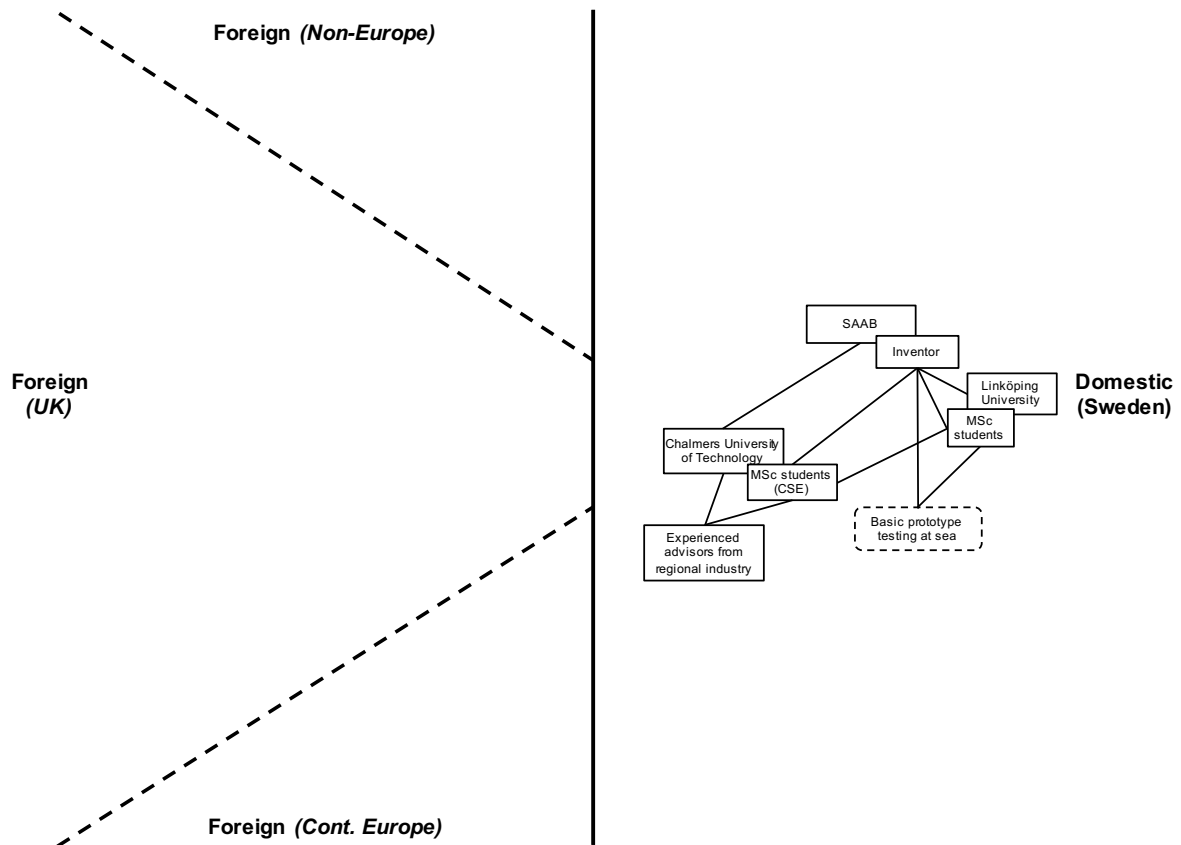 Foreign (Non-Europe)
SAAB
Inventor
Foreign
(UK)
Linköping
University
Domestic
(Sweden)
MSc
students
Chalmers University
of Technology
MSc students
(CSE)
Basic prototype
testing at sea
Experienced
advisors from
regional industry
Foreign (Cont. Europe)